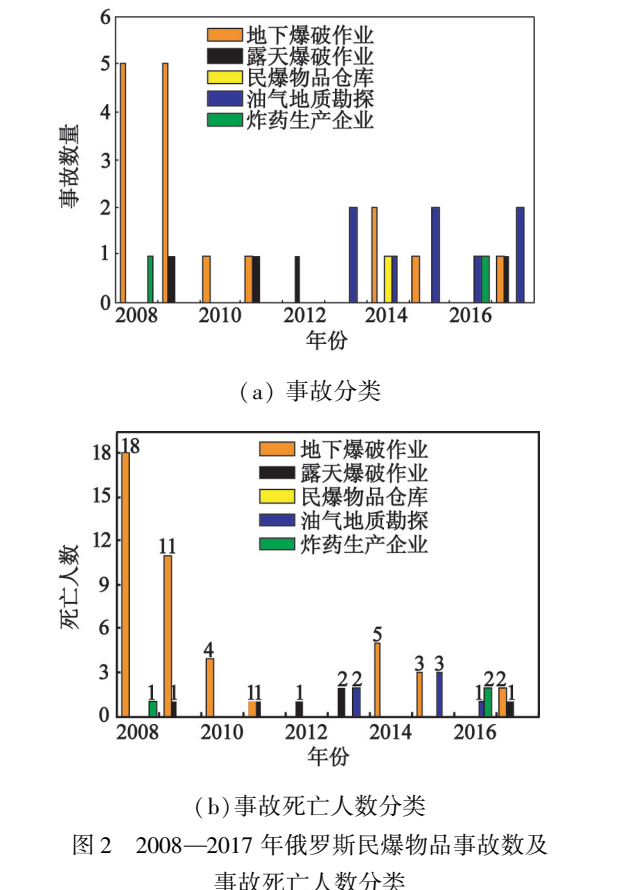 6
5
4
3
2
1
0
事故数量
地下爆破作业
露天爆破作业
民爆物品仓库
油气地质勘探
炸药生产企业
2008 2010 2012 2014 2016
年份
(a) 事故分类
18
15
12
9
6
3
0
死亡人数
地下爆破作业
露天爆破作业
民爆物品仓库
油气地质勘探
炸药生产企业
18 1 11 1 4 1 1 1 2 2 5 3 3 1 2 2 1
2008 2010 2012 2014 2016
年份
(b)事故死亡人数分类
图2 2008—2017 年俄罗斯民爆物品事故数及
事故死亡人数分类